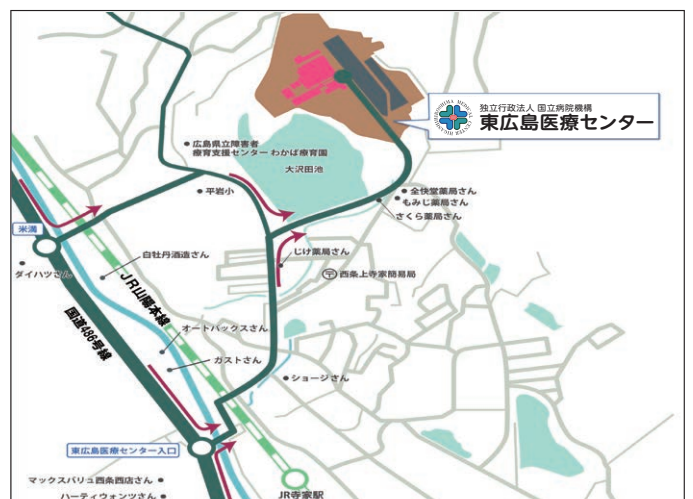 独立行政法人 国立病院機構
東広島医療センター
広島県立障害者
療育支援センター わかば療育園
大沢田池
平岩小
全快堂薬局さん
もみじ薬局さん
さくら薬局さん
米満
白牡丹酒造さん
じけ薬局さん
ダイハツさん
西条上寺家簡易局
JR山陽本線
国道486号線
オートバックスさん
ガストさん
ショージさん
東広島医療センター入口
マックスバリュ西条西店さん
JR寺家駅
ハーティウォンツさん